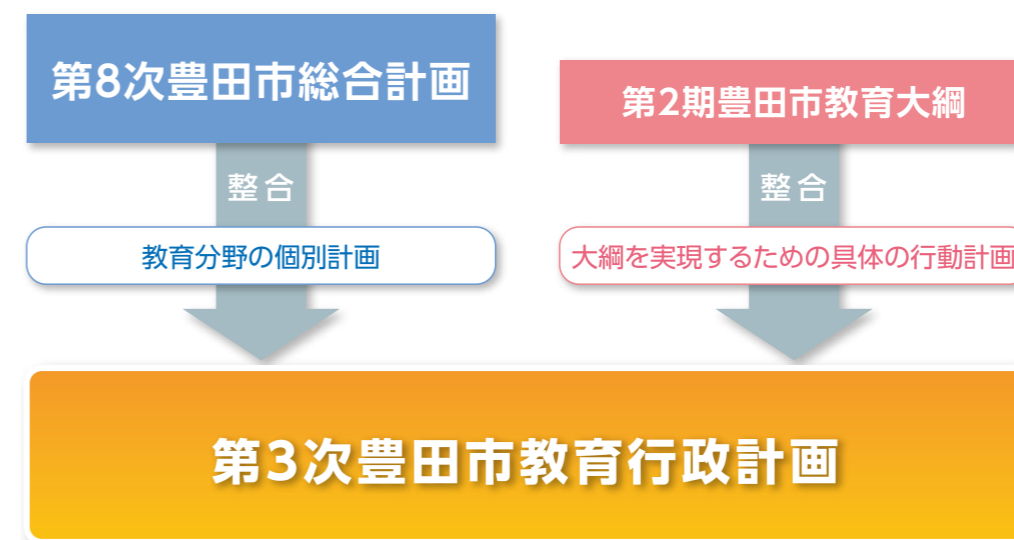 第8次豊田市総合計画
第2期豊田市教育大綱
整合
整合
教育分野の個別計画
大綱を実現するための具体の行動計画
第3次豊田市教育行政計画